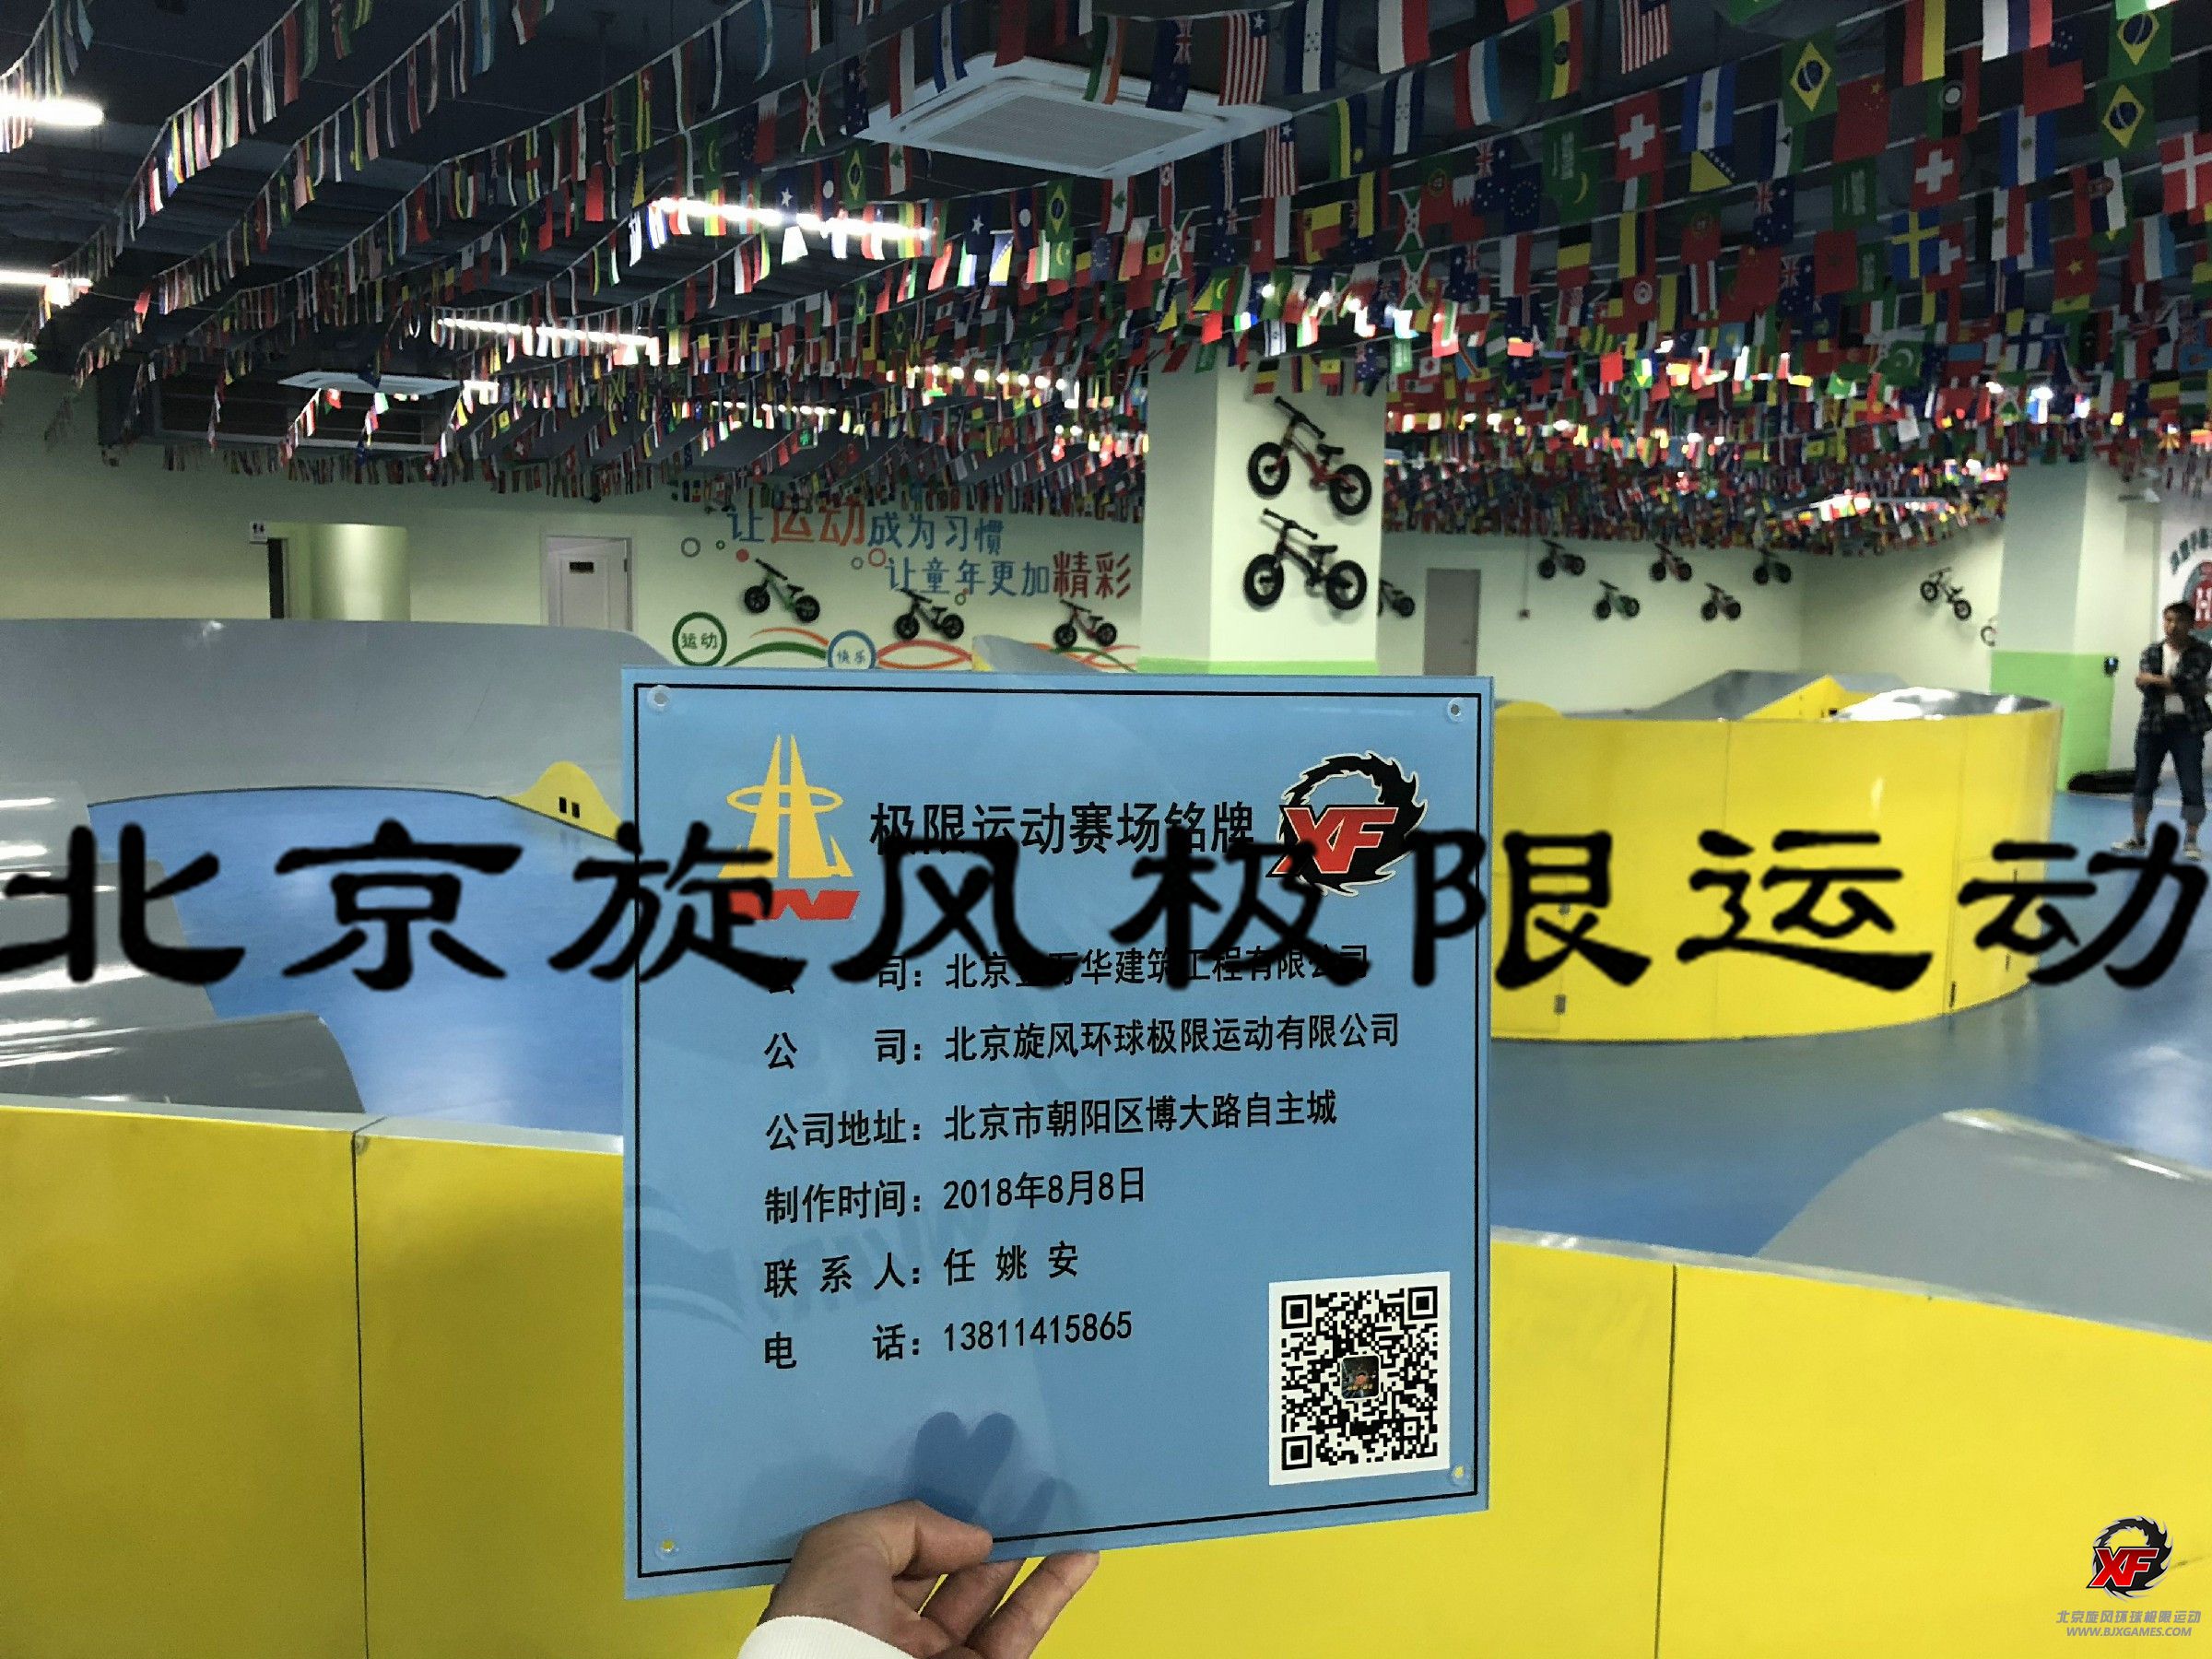 让运动成为习惯
让童年更加精彩
运动
快乐
极限运动赛场铭牌
XF
北京旋风极限运动
公司：北京 万华建筑工程有限公司
公司：北京旋风环球极限运动有限公司
公司地址：北京市朝阳区博大路自主城
制作时间：2018年8月8日
联系人：任姚安
电话：13811415865
XF
北京旋风环球极限运动
WWW.BJXGAMES.COM